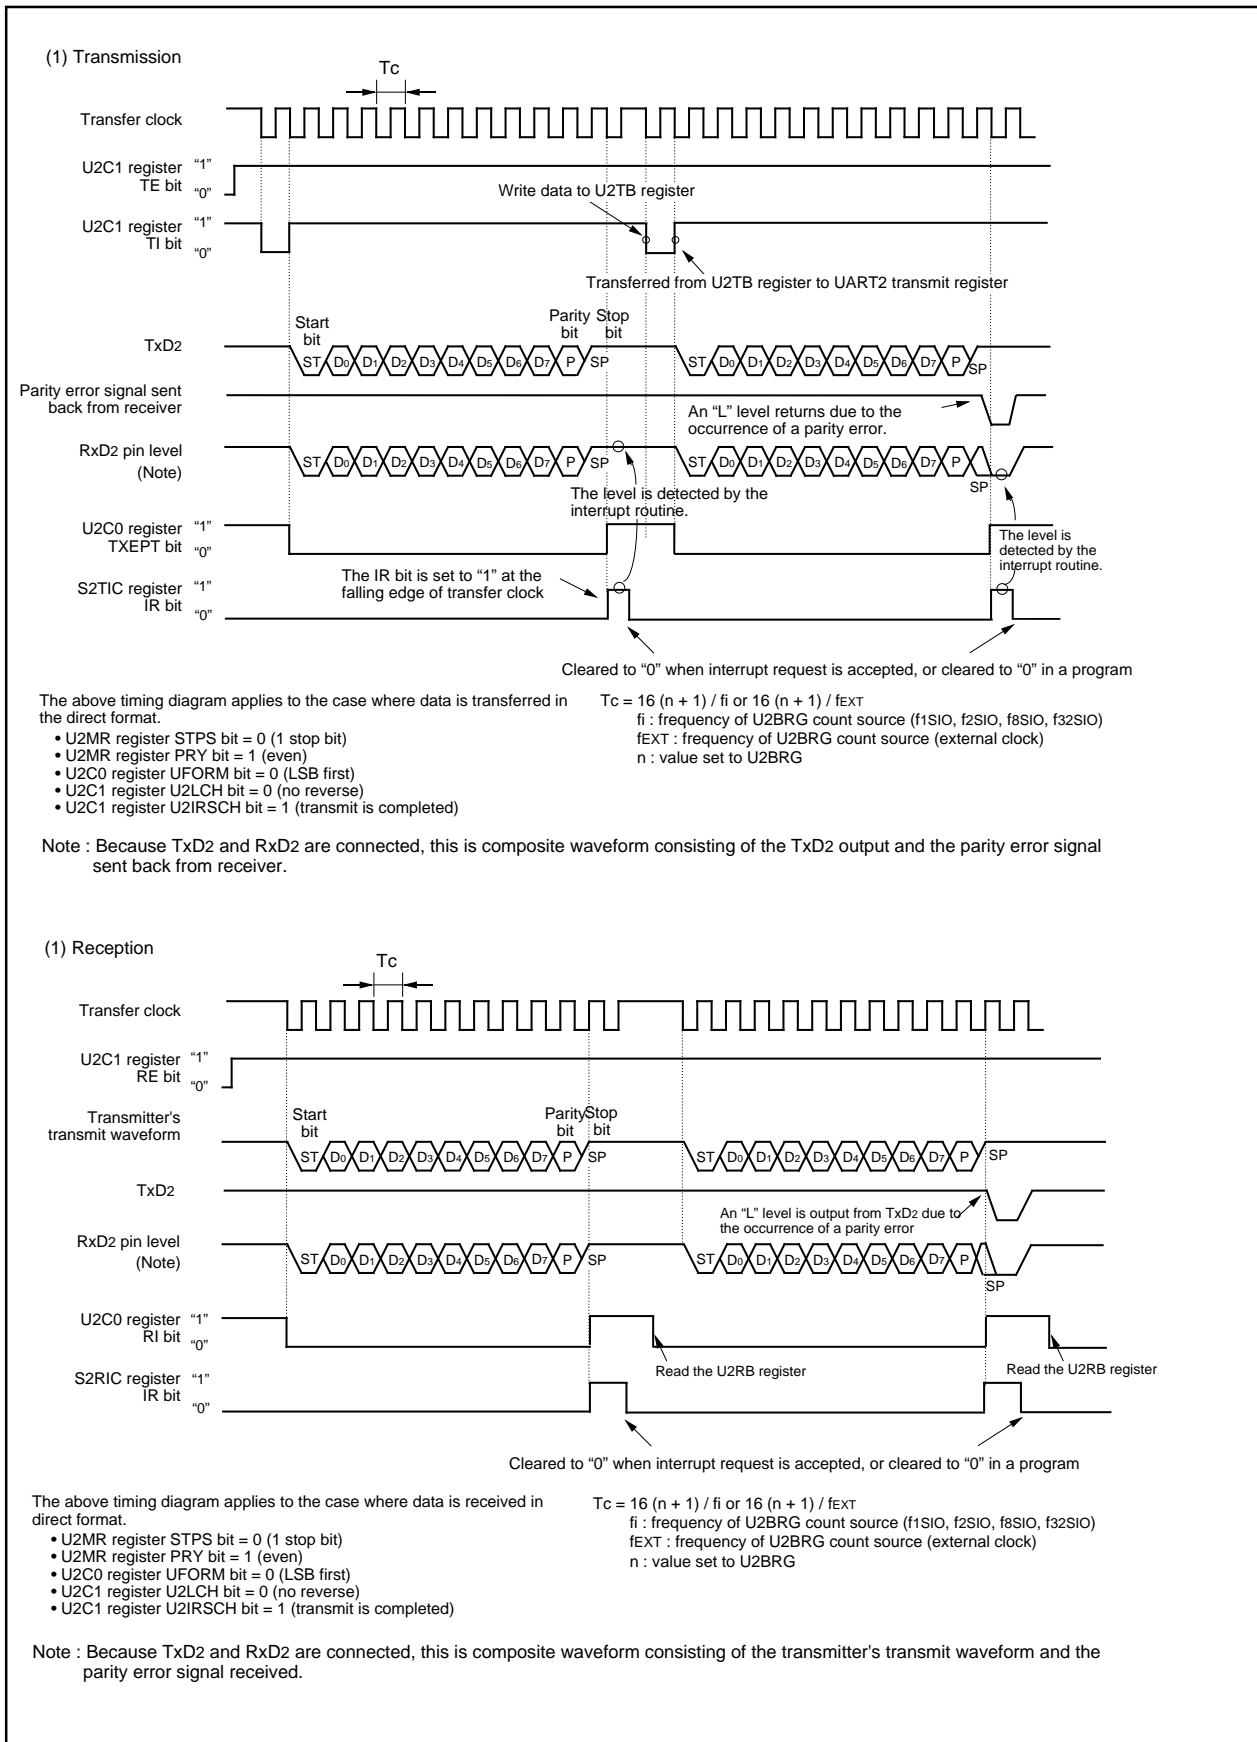 (1) Transmission
Tc
Transfer clock
U2C1 register “1”
TE bit “0”
Write data to U2TB register
U2C1 register “1”
TI bit “0”
Transferred from U2TB register to UART2 transmit register
Start bit
Parity bit
Stop bit
TxD2
ST D0 D1 D2 D3 D4 D5 D6 D7 P SP
ST D0 D1 D2 D3 D4 D5 D6 D7 P SP
Parity error signal sent
back from receiver
An “L” level returns due to the
occurrence of a parity error.
RxD2 pin level
(Note)
ST D0 D1 D2 D3 D4 D5 D6 D7 P SP
ST D0 D1 D2 D3 D4 D5 D6 D7 P
SP
The level is detected by the
interrupt routine.
U2C0 register “1”
TXEPT bit “0”
The level is
detected by the
interrupt routine.
The IR bit is set to “1” at the
falling edge of transfer clock
S2TIC register “1”
IR bit “0”
Cleared to “0” when interrupt request is accepted, or cleared to “0” in a program
The above timing diagram applies to the case where data is transferred in
the direct format.
• U2MR register STPS bit = 0 (1 stop bit)
• U2MR register PRY bit = 1 (even)
• U2C0 register UFORM bit = 0 (LSB first)
• U2C1 register U2LCH bit = 0 (no reverse)
• U2C1 register U2IRSCH bit = 1 (transmit is completed)
Tc = 16 (n + 1) / fi or 16 (n + 1) / fEXT
fi : frequency of U2BRG count source (f1SIO, f2SIO, f8SIO, f32SIO)
fEXT : frequency of U2BRG count source (external clock)
n : value set to U2BRG
Note : Because TxD2 and RxD2 are connected, this is composite waveform consisting of the TxD2 output and the parity error signal
sent back from receiver.
(1) Reception
Tc
Transfer clock
U2C1 register “1”
RE bit “0”
Start bit
Parity bit
Stop bit
Transmitter's
transmit waveform
ST D0 D1 D2 D3 D4 D5 D6 D7 P SP
ST D0 D1 D2 D3 D4 D5 D6 D7 P SP
TxD2
An “L” level is output from TxD2 due to
the occurrence of a parity error
RxD2 pin level
(Note)
ST D0 D1 D2 D3 D4 D5 D6 D7 P SP
ST D0 D1 D2 D3 D4 D5 D6 D7 P
SP
U2C0 register “1”
RI bit “0”
Read the U2RB register
Read the U2RB register
S2RIC register “1”
IR bit “0”
Cleared to “0” when interrupt request is accepted, or cleared to “0” in a program
The above timing diagram applies to the case where data is received in
direct format.
• U2MR register STPS bit = 0 (1 stop bit)
• U2MR register PRY bit = 1 (even)
• U2C0 register UFORM bit = 0 (LSB first)
• U2C1 register U2LCH bit = 0 (no reverse)
• U2C1 register U2IRSCH bit = 1 (transmit is completed)
Tc = 16 (n + 1) / fi or 16 (n + 1) / fEXT
fi : frequency of U2BRG count source (f1SIO, f2SIO, f8SIO, f32SIO)
fEXT : frequency of U2BRG count source (external clock)
n : value set to U2BRG
Note : Because TxD2 and RxD2 are connected, this is composite waveform consisting of the transmitter's transmit waveform and the
parity error signal received.